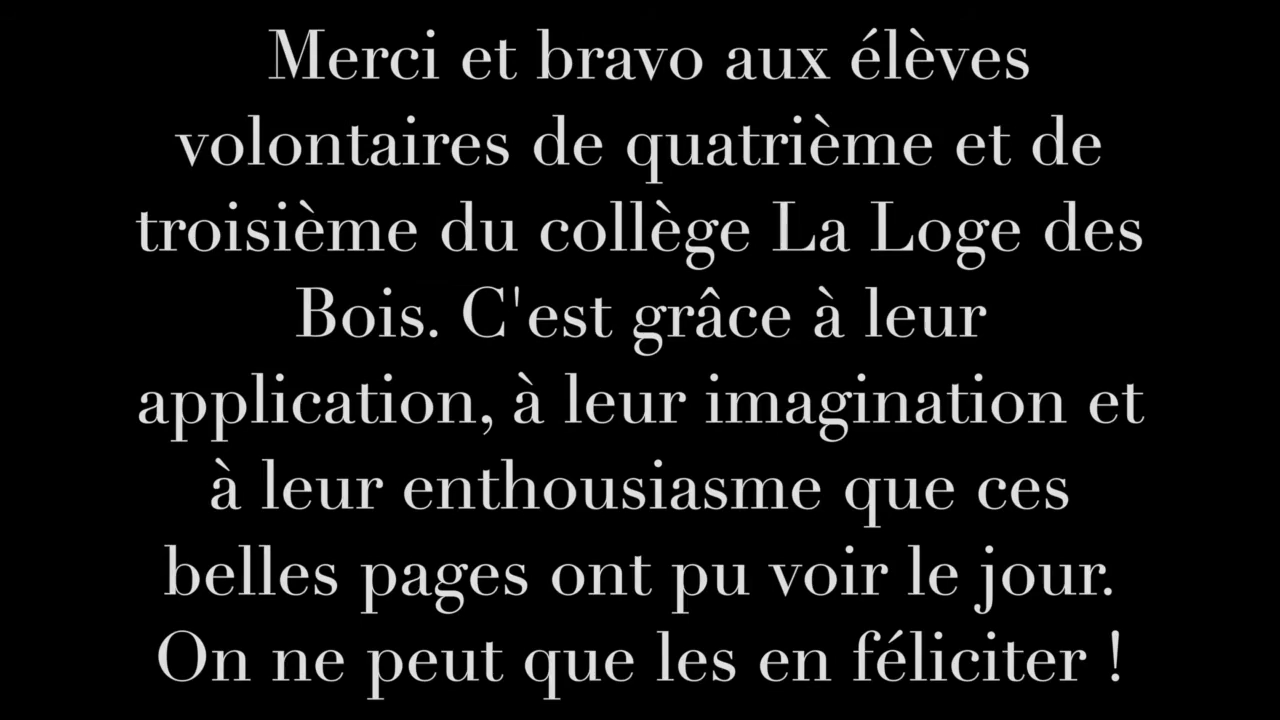 Merci et bravo aux élèves
volontaires de quatrième et de
troisième du collège La Loge des
Bois. C'est grâce à leur
application, à leur imagination et
à leur enthousiasme que ces
belles pages ont pu voir le jour.
On ne peut que les en féliciter !